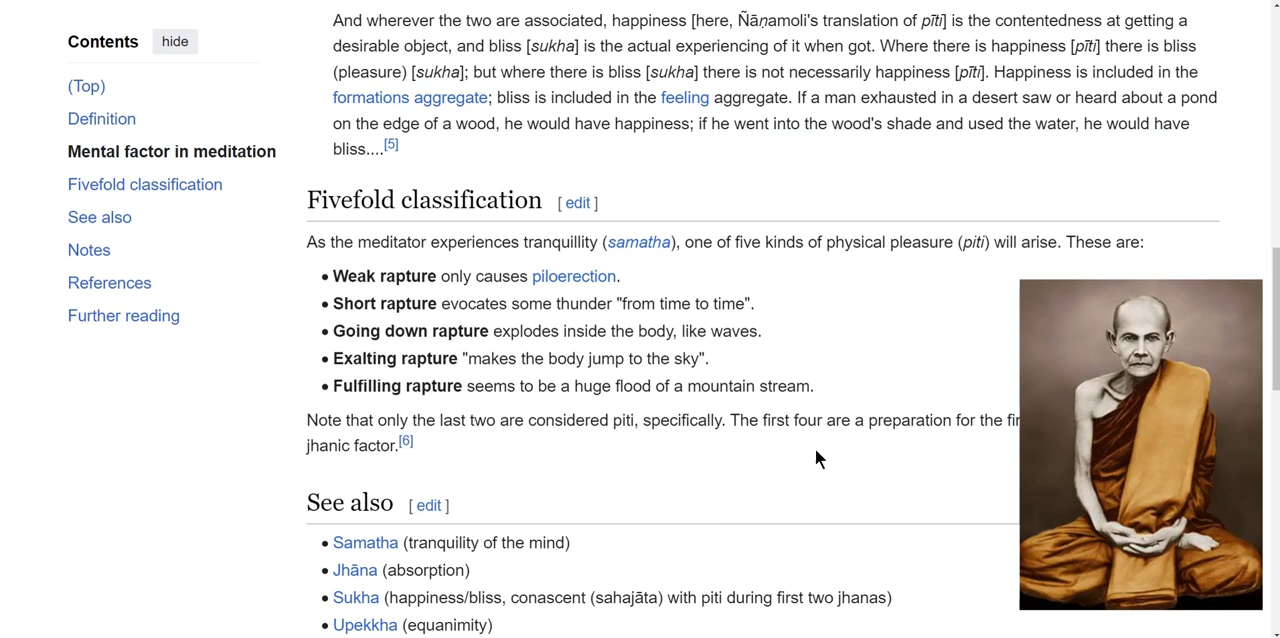 Contents hide
(Top)
Definition
Mental factor in meditation
Fivefold classification
See also
Notes
References
Further reading
And wherever the two are associated, happiness [here, Ñāṇamoli's translation of pīti] is the contentedness at getting a
desirable object, and bliss [sukha] is the actual experiencing of it when got. Where there is happiness [pīti] there is bliss
(pleasure) [sukha]; but where there is bliss [sukha] there is not necessarily happiness [pīti]. Happiness is included in the
formations aggregate; bliss is included in the feeling aggregate. If a man exhausted in a desert saw or heard about a pond
on the edge of a wood, he would have happiness; if he went into the wood's shade and used the water, he would have
bliss....[5]
Fivefold classification [ edit ]
As the meditator experiences tranquillity (samatha), one of five kinds of physical pleasure (piti) will arise. These are:
• Weak rapture only causes piloerection.
• Short rapture evocates some thunder "from time to time".
• Going down rapture explodes inside the body, like waves.
• Exalting rapture "makes the body jump to the sky".
• Fulfilling rapture seems to be a huge flood of a mountain stream.
Note that only the last two are considered piti, specifically. The first four are a preparation for the
jhanic factor.[6]
See also [ edit ]
• Samatha (tranquility of the mind)
• Jhāna (absorption)
• Sukha (happiness/bliss, conascent (sahajāta) with piti during first two jhanas)
• Upekkha (equanimity)